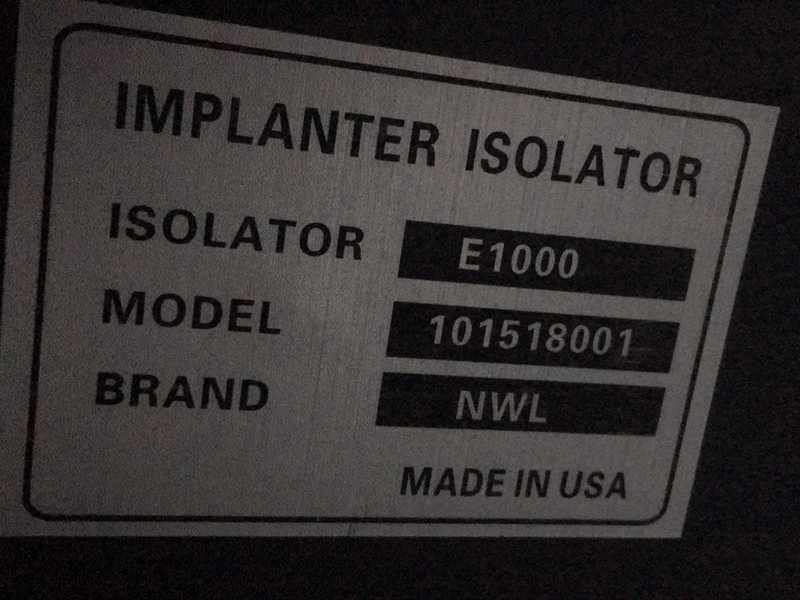 IMPLANTER ISOLATOR
ISOLATOR E1000
MODEL 101518001
BRAND NWL
MADE IN USA